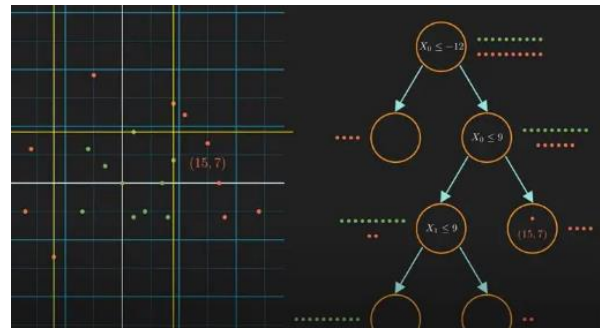 X₀ ≤ −12
X₀ ≤ 9
(15, 7)
X₁ ≤ 9
(15, 7)